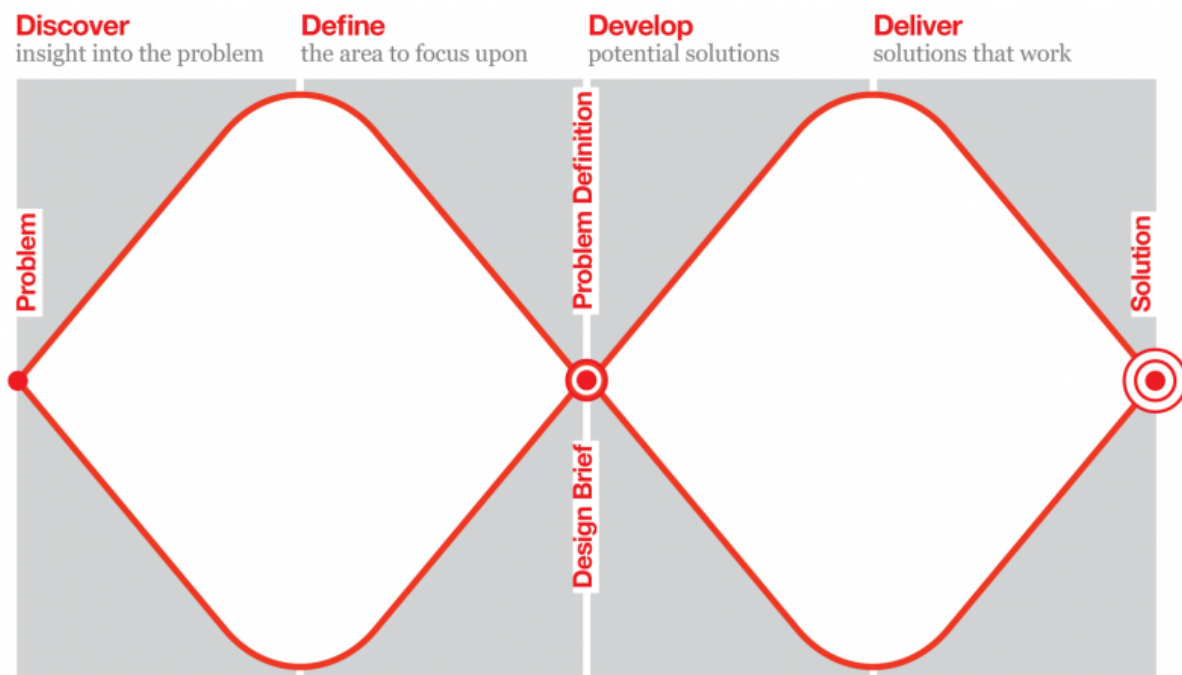 Discover
insight into the problem
Define
the area to focus upon
Develop
potential solutions
Deliver
solutions that work
Problem
Problem Definition
Design Brief
Solution